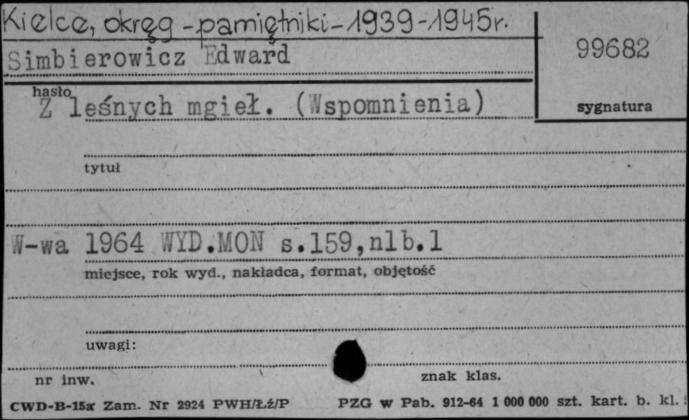 Kielce, okręg - pamiętniki - 1939-1945r.
Simbierowicz Edward
99682
hasło
Z leśnych mgieł. (Wspomnienia)
sygnatura
tytuł
W-wa 1964 WYD.MON s.159,nlb.1
miejsce, rok wyd., nakładca, format, objętość
uwagi:
nr inw.
znak klas.
CWD-B-15x Zam. Nr 2924 PWH/Łź/P PZG w Pab. 912-64 1 000 000 szt. kart. b. kl.